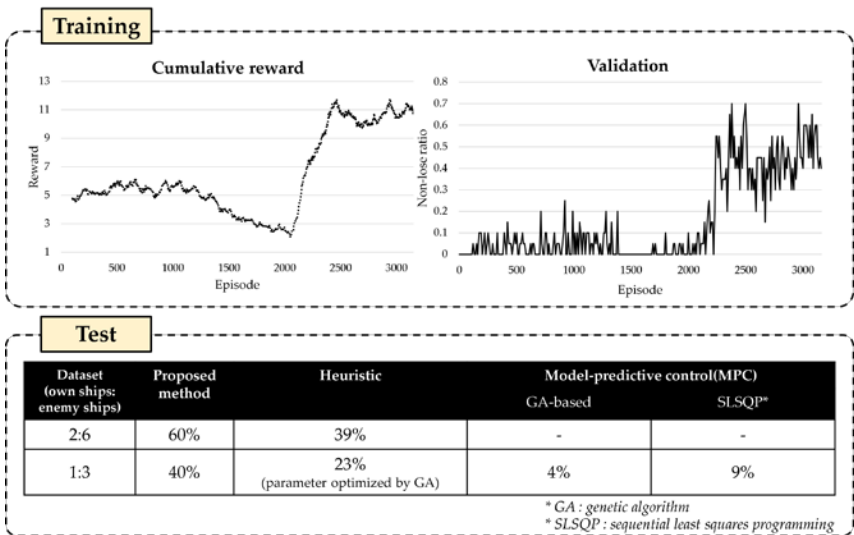 Training
Cumulative reward
13
11
9
7
5
3
1
Reward
0 500 1000 1500 2000 2500 3000
Episode
Validation
0.8
0.7
0.6
0.5
0.4
0.3
0.2
0.1
0
Non-lose ratio
0 500 1000 1500 2000 2500 3000
Episode
Test
Dataset
(own ships:
enemy ships)
Proposed
method
Heuristic
Model-predictive control(MPC)
GA-based SLSQP*
2:6 60% 39% - -
1:3 40% 23%
(parameter optimized by GA)
4% 9%
* GA : genetic algorithm
* SLSQP : sequential least squares programming